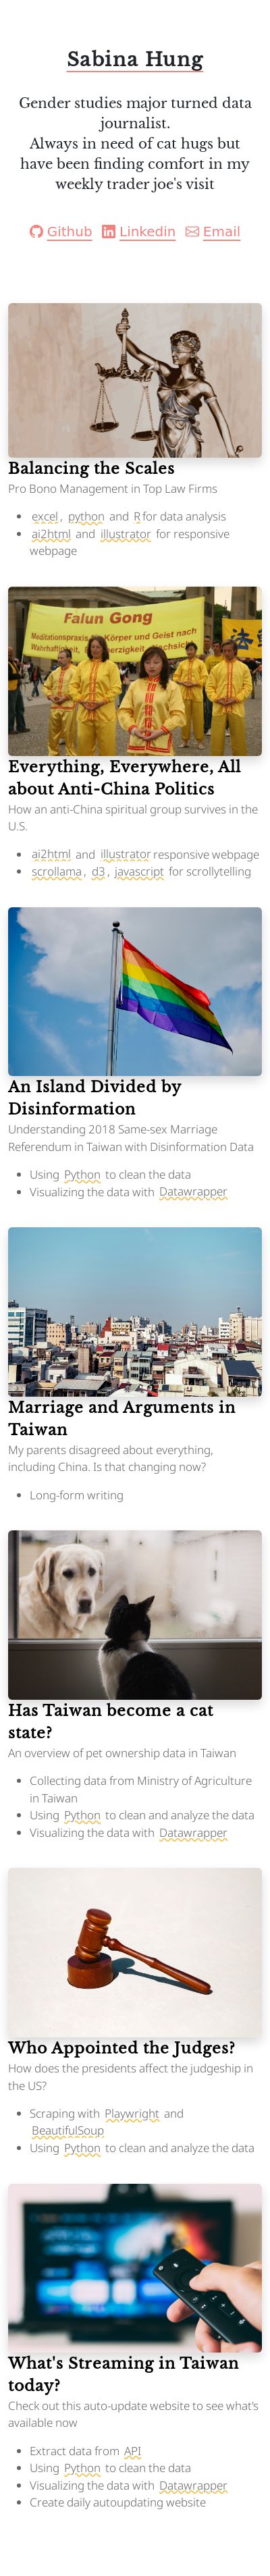 Sabina Hung
Gender studies major turned data
journalist.
Always in need of cat hugs but
have been finding comfort in my
weekly trader joe's visit
Github Linkedin Email
Balancing the Scales
Pro Bono Management in Top Law Firms
excel, python and R for data analysis
ai2html and illustrator for responsive
webpage
Falun Gong
Meditationspraxis Körper und Geist nach
Everything, Everywhere, All
about Anti-China Politics
How an anti-China spiritual group survives in the
U.S.
ai2html and illustrator responsive webpage
scrollama, d3, javascript for scrollytelling
An Island Divided by
Disinformation
Understanding 2018 Same-sex Marriage
Referendum in Taiwan with Disinformation Data
Using Python to clean the data
Visualizing the data with Datawrapper
Marriage and Arguments in
Taiwan
My parents disagreed about everything,
including China. Is that changing now?
Long-form writing
Has Taiwan become a cat
state?
An overview of pet ownership data in Taiwan
Collecting data from Ministry of Agriculture
in Taiwan
Using Python to clean and analyze the data
Visualizing the data with Datawrapper
Who Appointed the Judges?
How does the presidents affect the judgeship in
the US?
Scraping with Playwright and
BeautifulSoup
Using Python to clean and analyze the data
What's Streaming in Taiwan
today?
Check out this auto-update website to see what's
available now
Extract data from API
Using Python to clean the data
Visualizing the data with Datawrapper
Create daily autoupdating website